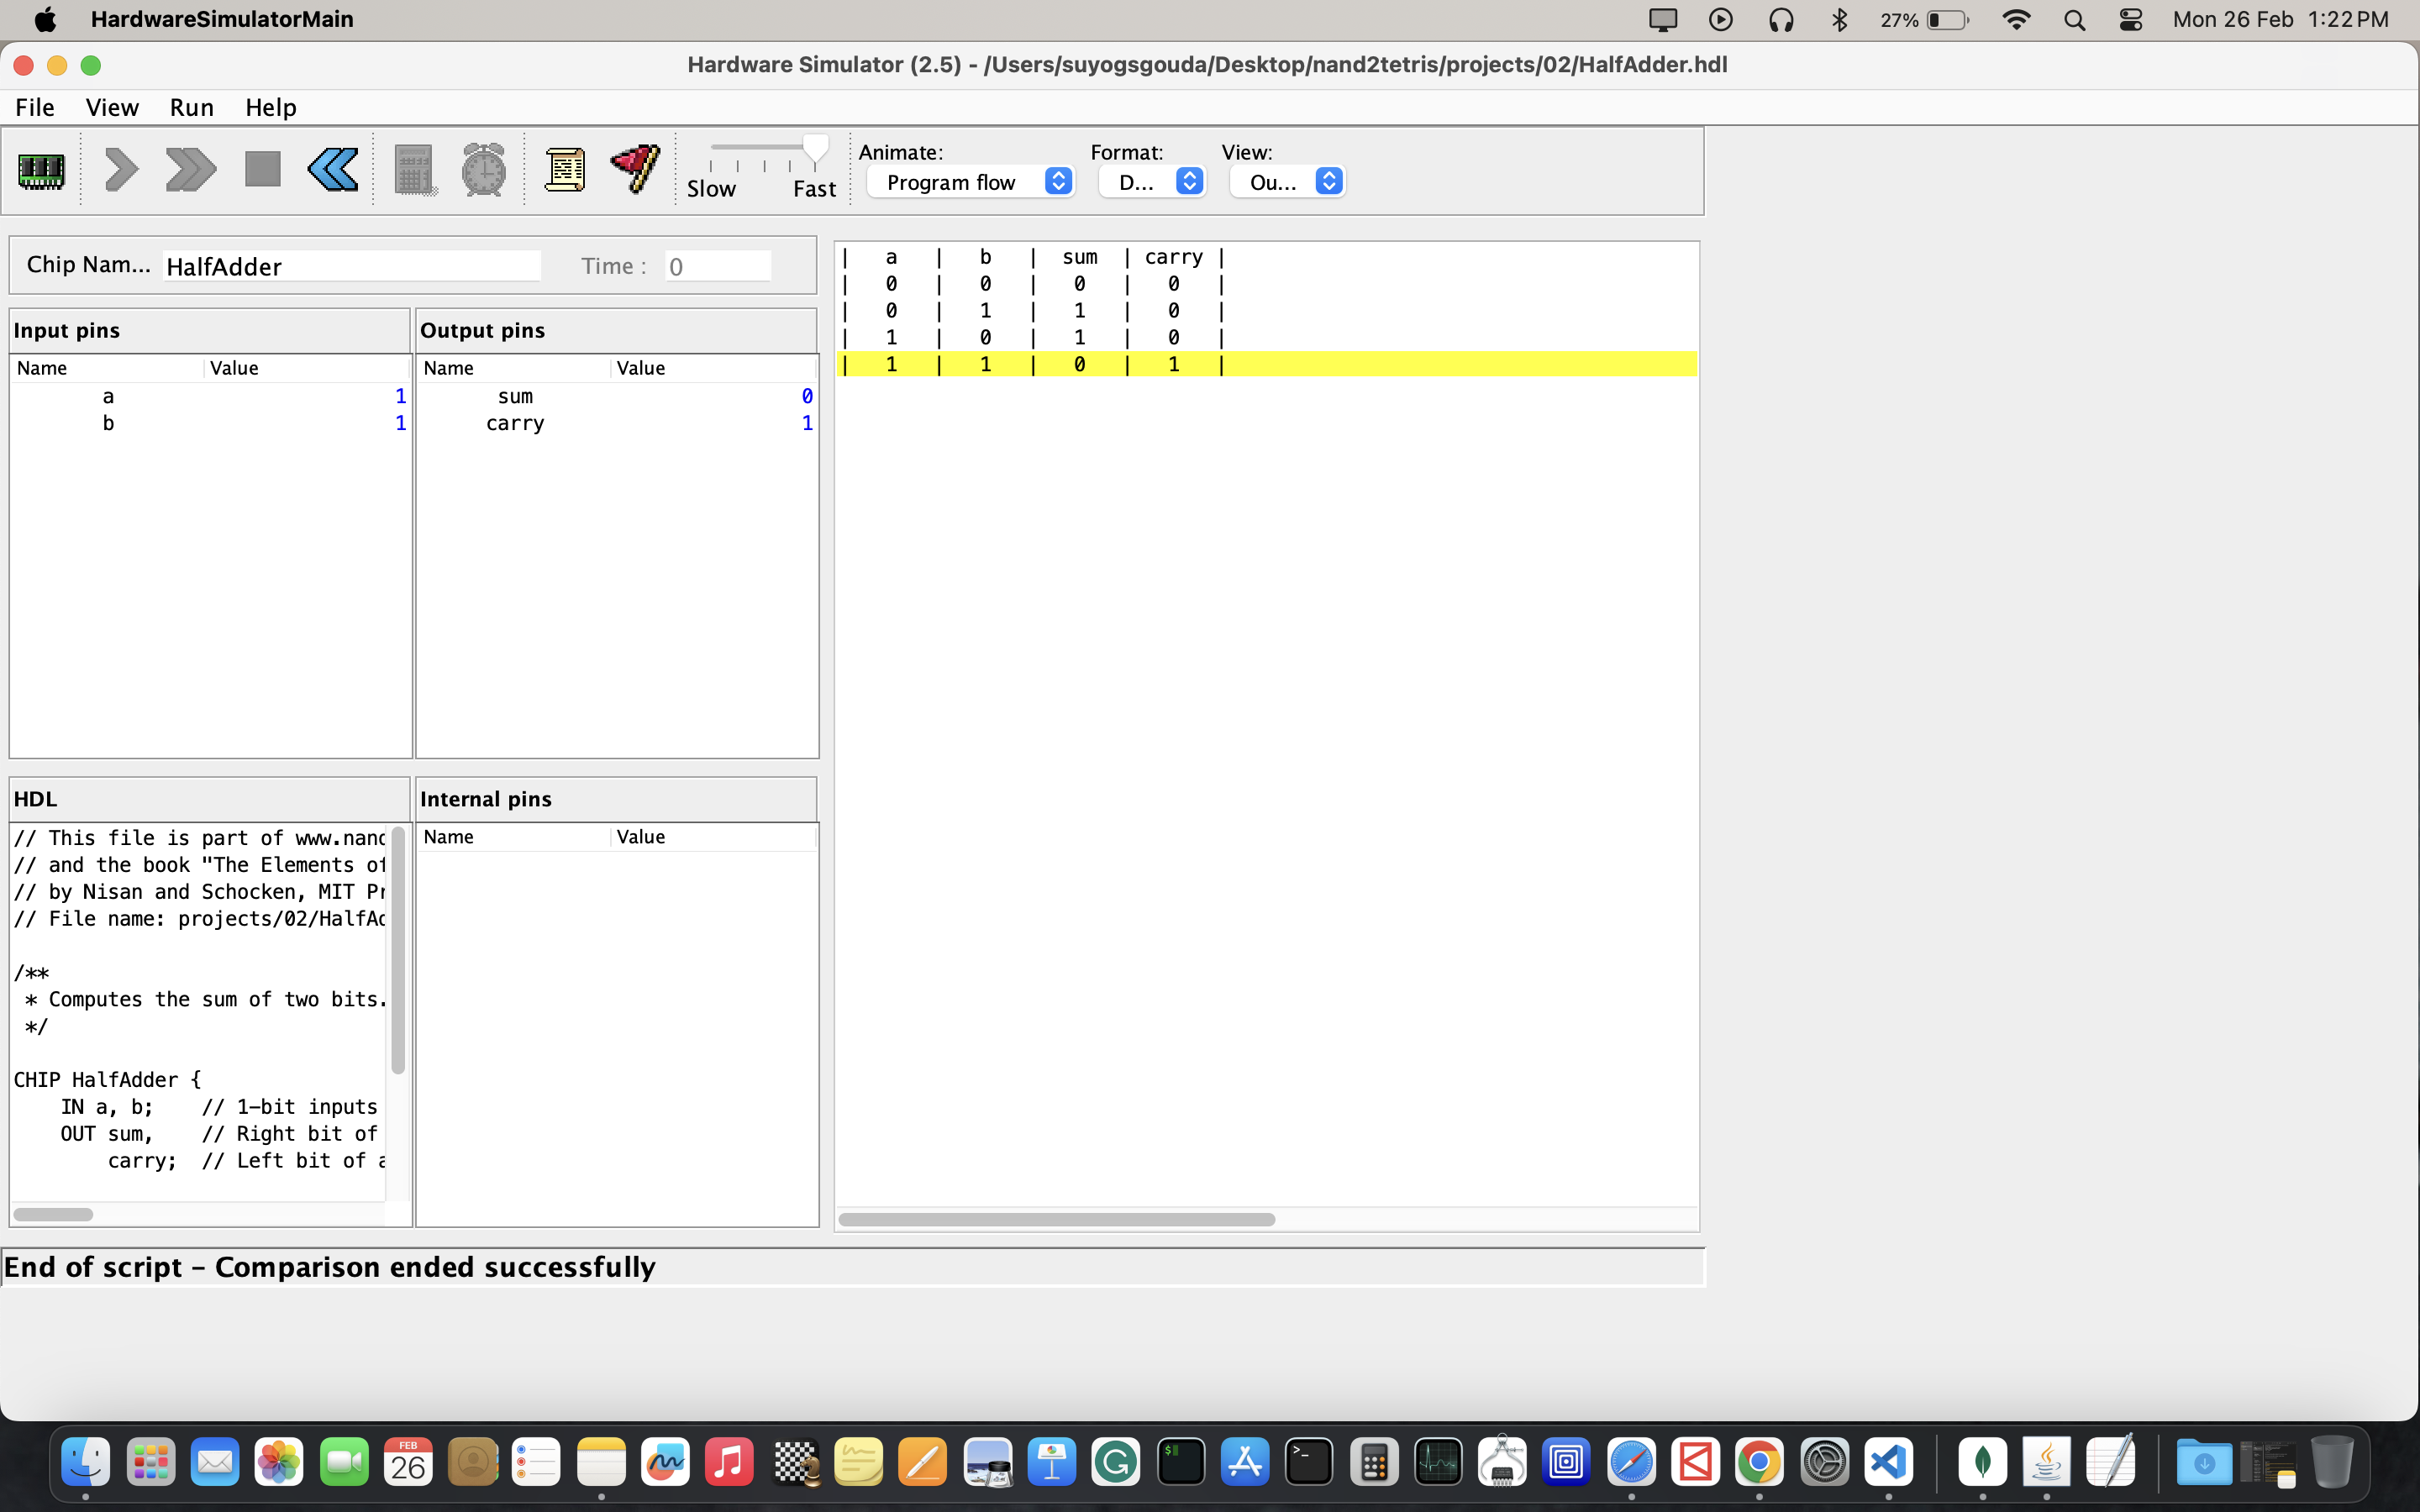 HardwareSimulatorMain 27% Mon 26 Feb 1:22 PM
Hardware Simulator (2.5) - /Users/suyogsgouda/Desktop/nand2tetris/projects/02/HalfAdder.hdl
File View Run Help
Animate: Format: View:
Slow Fast Program flow D... Ou...
Chip Nam... HalfAdder Time : 0
Input pins
Name Value
a 1
b 1
Output pins
Name Value
sum 0
carry 1
| a | b | sum | carry |
| 0 | 0 | 0 | 0 |
| 0 | 1 | 1 | 0 |
| 1 | 0 | 1 | 0 |
| 1 | 1 | 0 | 1 |
HDL
// This file is part of www.nand
// and the book "The Elements of
// by Nisan and Schocken, MIT Pr
// File name: projects/02/HalfAd
/**
* Computes the sum of two bits.
*/
CHIP HalfAdder {
IN a, b; // 1-bit inputs
OUT sum, // Right bit of
carry; // Left bit of a
Internal pins
Name Value
End of script - Comparison ended successfully
FEB
26